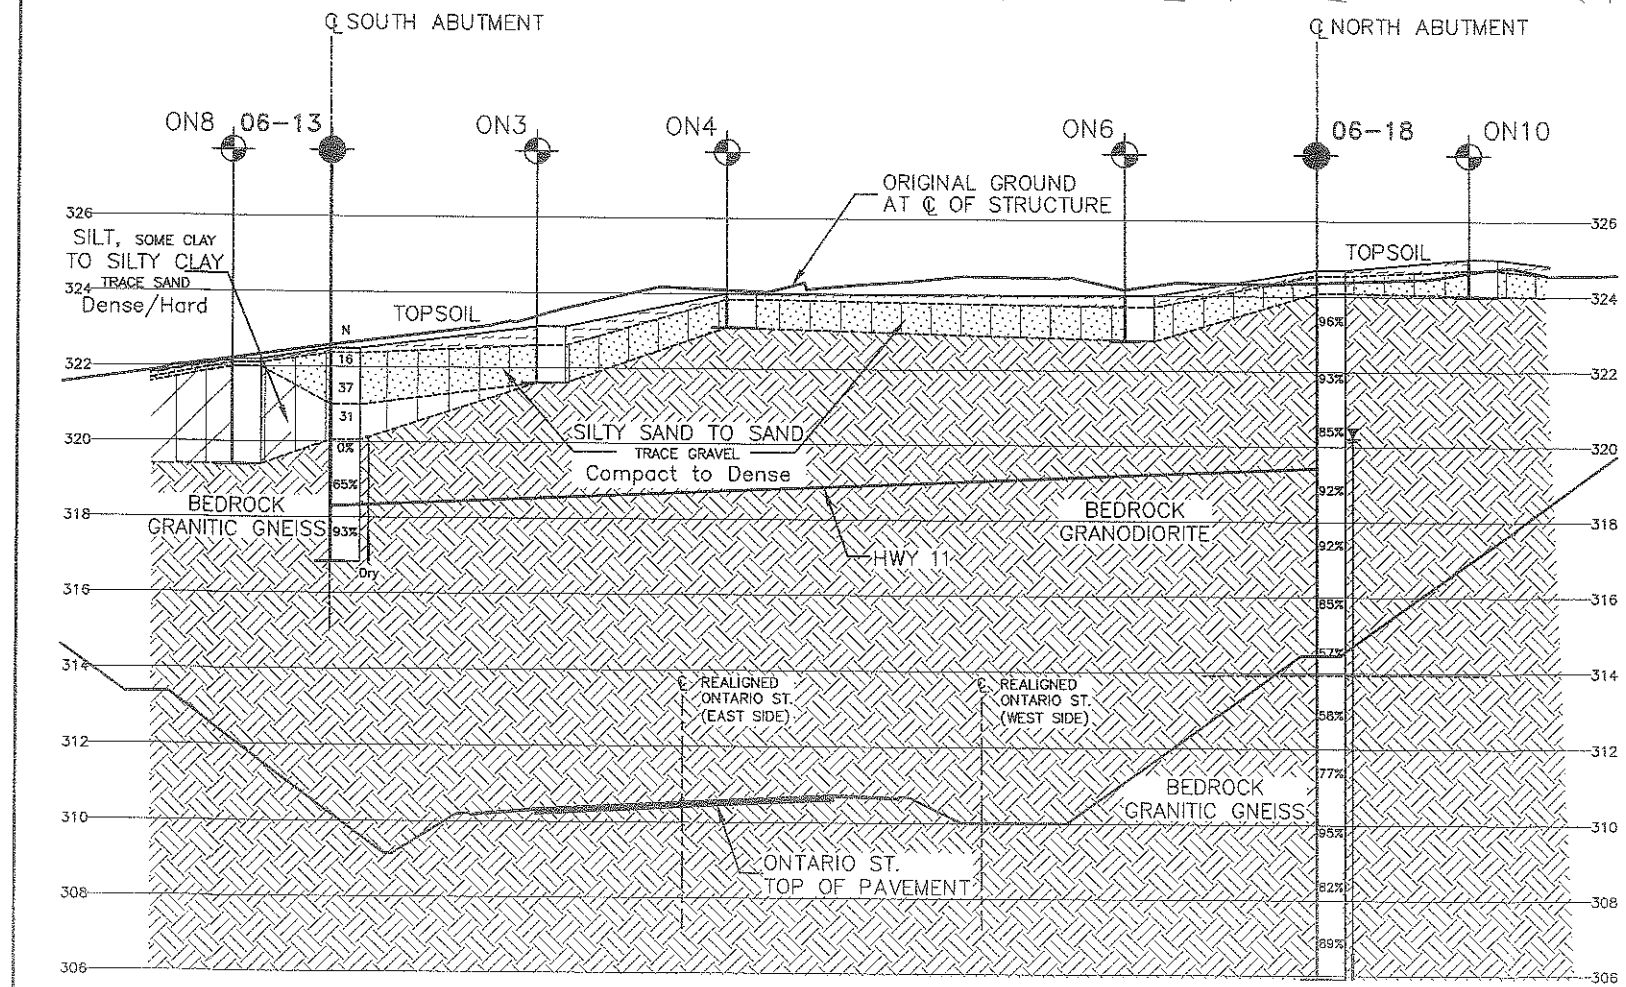 ℄ SOUTH ABUTMENT
℄ NORTH ABUTMENT
ON8
06-13
ON3
ON4
ON6
06-18
ON10
ORIGINAL GROUND
AT ℄ OF STRUCTURE
326
326
SILT, SOME CLAY
TO SILTY CLAY
TRACE SAND
Dense/Hard
TOPSOIL
324
324
TOPSOIL
N
16
37
31
0%
65%
93%
Dry
322
322
320
320
SILTY SAND TO SAND
TRACE GRAVEL
Compact to Dense
BEDROCK
GRANITIC GNEISS
BEDROCK
GRANODIORITE
HWY 11
318
318
316
316
314
314
96%
93%
85%
92%
92%
85%
57%
58%
77%
95%
82%
89%
℄ REALIGNED
ONTARIO ST.
(EAST SIDE)
℄ REALIGNED
ONTARIO ST.
(WEST SIDE)
312
312
BEDROCK
GRANITIC GNEISS
310
310
ONTARIO ST.
TOP OF PAVEMENT
308
308
306
306